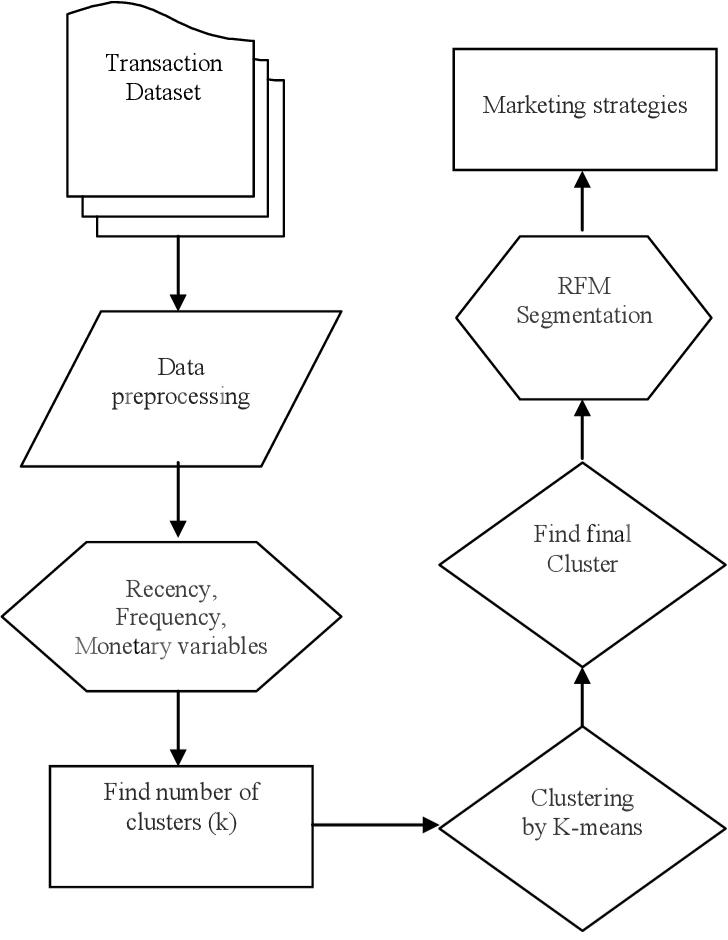 Transaction
Dataset
Data
preprocessing
Recency,
Frequency,
Monetary variables
Find number of
clusters (k)
Clustering
by K-means
Find final
Cluster
RFM
Segmentation
Marketing strategies